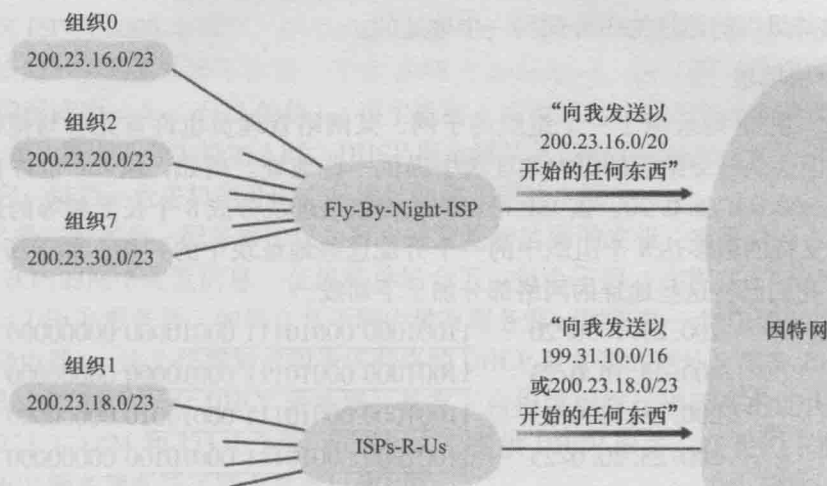 组织0
200.23.16.0/23
组织2
200.23.20.0/23
组织7
200.23.30.0/23
Fly-By-Night-ISP
“向我发送以
200.23.16.0/20
开始的任何东西”
组织1
200.23.18.0/23
ISPs-R-Us
“向我发送以
199.31.10.0/16
或200.23.18.0/23
开始的任何东西”
因特网